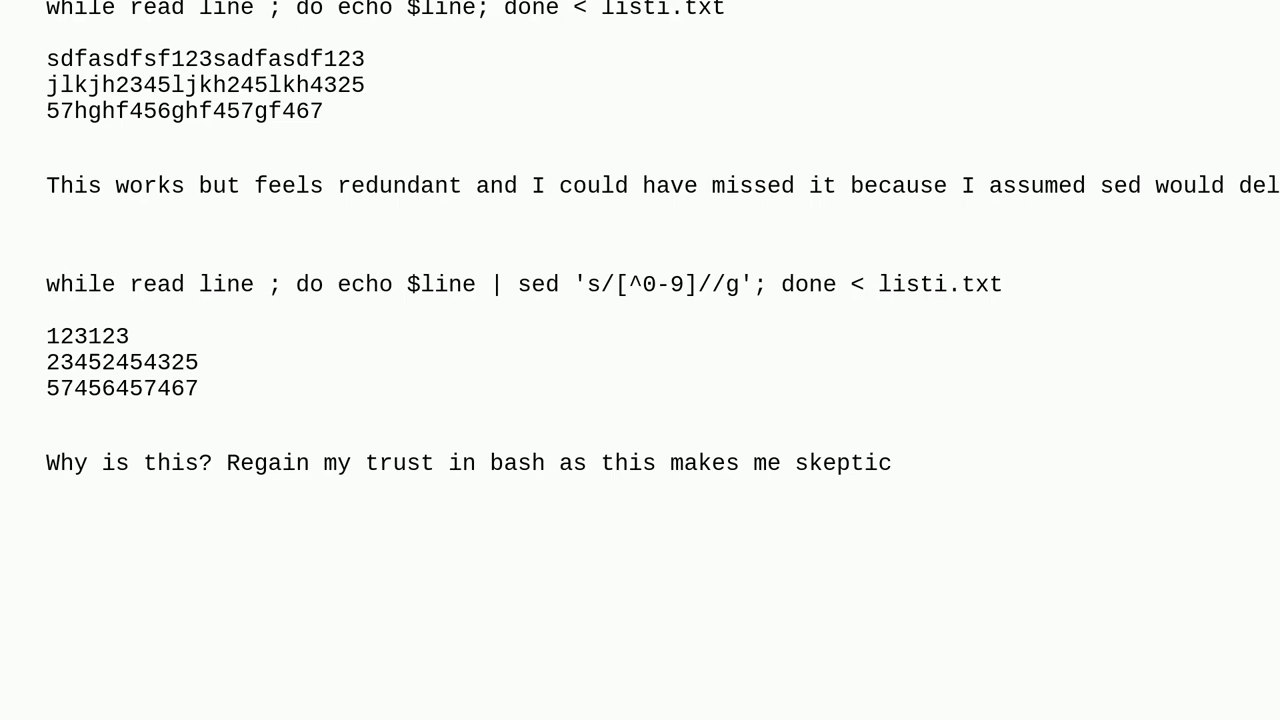 while read line ; do echo $line; done < listi.txt
sdfasdfsf123sadfasdf123
jlkjh2345ljkh245lkh4325
57hghf456ghf457gf467
This works but feels redundant and I could have missed it because I assumed sed would del
while read line ; do echo $line | sed 's/[^0-9]//g'; done < listi.txt
123123
23452454325
57456457467
Why is this? Regain my trust in bash as this makes me skeptic